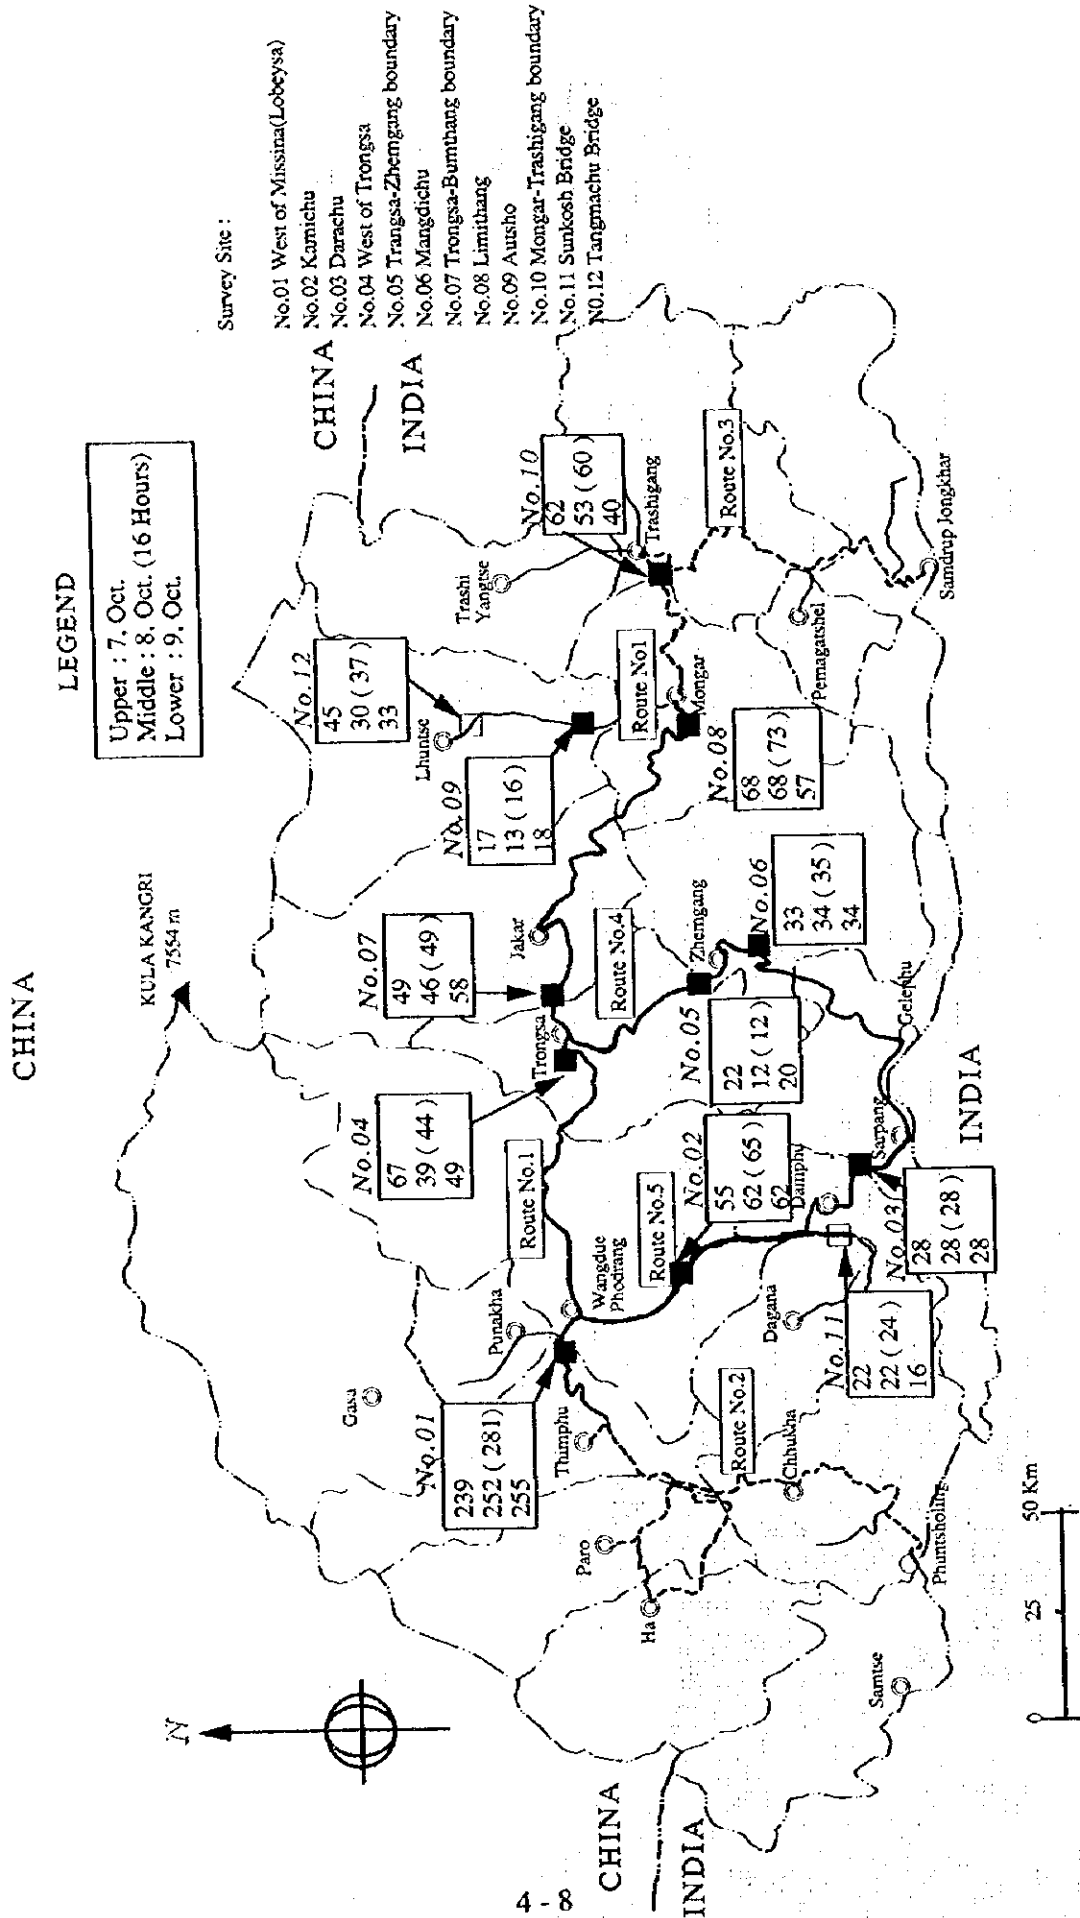 CHINA
KULA KANGRI
7554 m
LEGEND
Upper : 7. Oct.
Middle : 8. Oct. (16 Hours)
Lower : 9. Oct.
Survey Site :
No.01 West of Missina(Lobeysa)
No.02 Kamichu
No.03 Darachu
No.04 West of Trongsa
No.05 Trangsa-Zhemgang boundary
No.06 Mangdichu
No.07 Trongsa-Bumthang boundary
No.08 Limithang
No.09 Autsho
No.10 Mongar-Trashigang boundary
No.11 Sunkosh Bridge
N0.12 Tangmachu Bridge
CHINA
INDIA
N
Gasa
No.01
239
252 ( 281)
255
No.04
67
39 ( 44 )
49
No.07
49
46 ( 49 )
58
No.09
17
13 ( 16 )
18
No.12
45
30 ( 37 )
33
Lhuntse
Trashi
Yangtse
No.10
62
53 ( 60 )
40
Trashigang
Punakha
Thimphu
Wangdue
Phodrang
Route No.1
Trongsa
Jakar
Route No.4
Route No1
Mongar
Route No.3
Paro
Ha
Route No.2
Chhukha
Route No.5
No.02
55
62 ( 65 )
62
Damphu
No.05
22
12 ( 12 )
20
Zhemgang
No.06
33
34 ( 35 )
34
No.08
68
68 ( 73 )
57
Pemagatshel
Samdrup Jongkhar
Dagana
No.11
22
22 ( 24 )
16
No.03
28
28 ( 28 )
28
Sarpang
Gelephu
INDIA
Phuntsholing
Samtse
CHINA
INDIA
0
25
50 Km
4 - 8